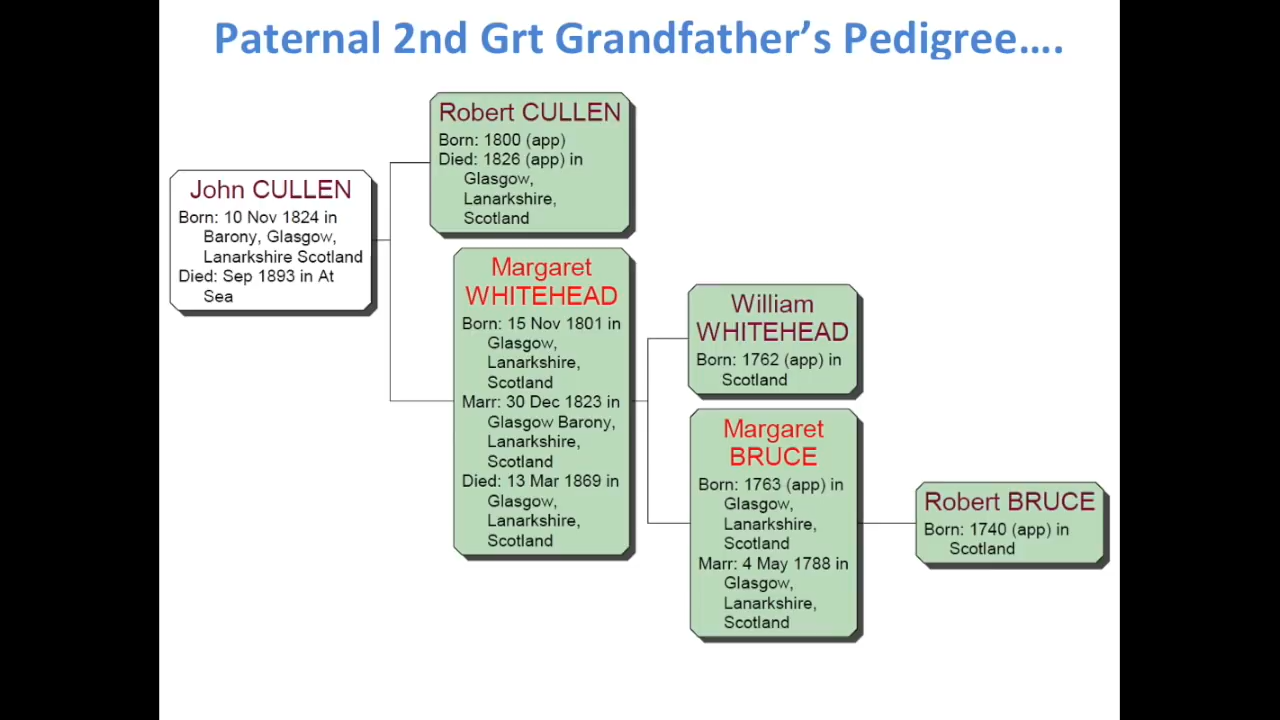 Paternal 2nd Grt Grandfather’s Pedigree….
Robert CULLEN
Born: 1800 (app)
Died: 1826 (app) in
Glasgow,
Lanarkshire,
Scotland
John CULLEN
Born: 10 Nov 1824 in
Barony, Glasgow,
Lanarkshire Scotland
Died: Sep 1893 in At
Sea
Margaret
WHITEHEAD
Born: 15 Nov 1801 in
Glasgow,
Lanarkshire,
Scotland
Marr: 30 Dec 1823 in
Glasgow Barony,
Lanarkshire,
Scotland
Died: 13 Mar 1869 in
Glasgow,
Lanarkshire,
Scotland
William
WHITEHEAD
Born: 1762 (app) in
Scotland
Margaret
BRUCE
Born: 1763 (app) in
Glasgow,
Lanarkshire,
Scotland
Marr: 4 May 1788 in
Glasgow,
Lanarkshire,
Scotland
Robert BRUCE
Born: 1740 (app) in
Scotland